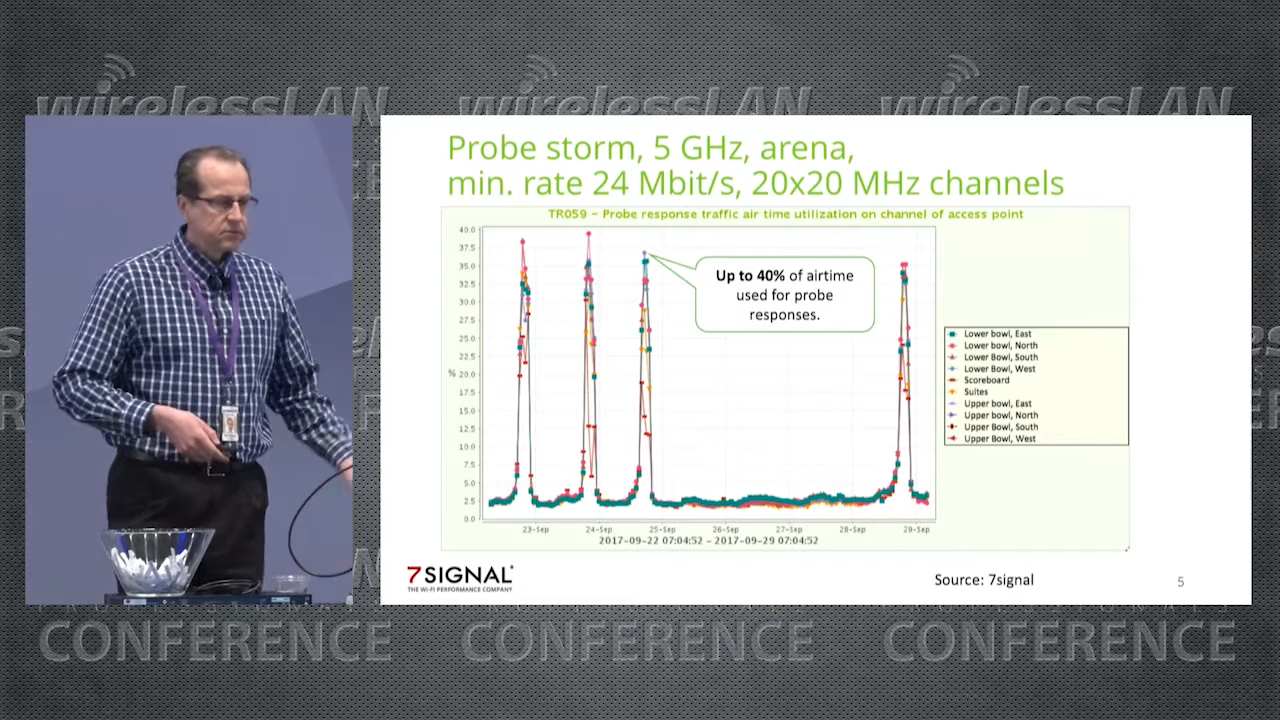 wirelessLAN wirelessLAN wirelessLAN
Probe storm, 5 GHz, arena,
min. rate 24 Mbit/s, 20x20 MHz channels
TR059 - Probe response traffic air time utilization on channel of access point
40.0
37.5
35.0
32.5
30.0
27.5
25.0
22.5
% 20.0
17.5
15.0
12.5
10.0
7.5
5.0
2.5
0.0
Up to 40% of airtime
used for probe
responses.
Lower bowl, East
Lower bowl, North
Lower Bowl, South
Lower Bowl, West
Scoreboard
Suites
Upper bowl, East
Upper bowl, North
Upper Bowl, South
Upper Bowl, West
23-Sep 24-Sep 25-Sep 26-Sep 27-Sep 28-Sep 29-Sep
2017-09-22 07:04:52 - 2017-09-29 07:04:52
7SIGNAL
THE WI-FI PERFORMANCE COMPANY
Source: 7signal
5
CONFERENCE CONFERENCE CONFERENCE